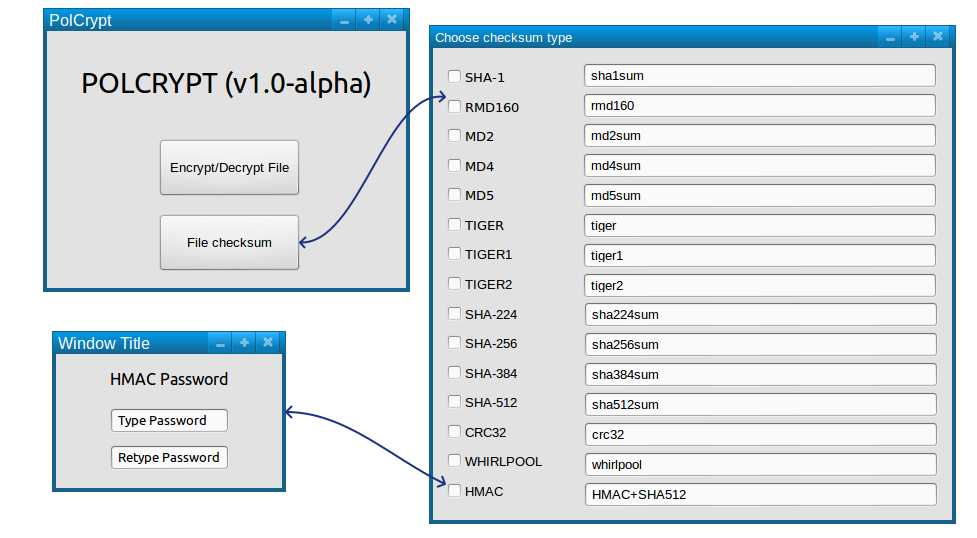 PolCrypt
POLCRYPT (v1.0-alpha)
Encrypt/Decrypt File
File checksum
Window Title
HMAC Password
Type Password
Retype Password
Choose checksum type
SHA-1 sha1sum
RMD160 rmd160
MD2 md2sum
MD4 md4sum
MD5 md5sum
TIGER tiger
TIGER1 tiger1
TIGER2 tiger2
SHA-224 sha224sum
SHA-256 sha256sum
SHA-384 sha384sum
SHA-512 sha512sum
CRC32 crc32
WHIRLPOOL whirlpool
HMAC HMAC+SHA512